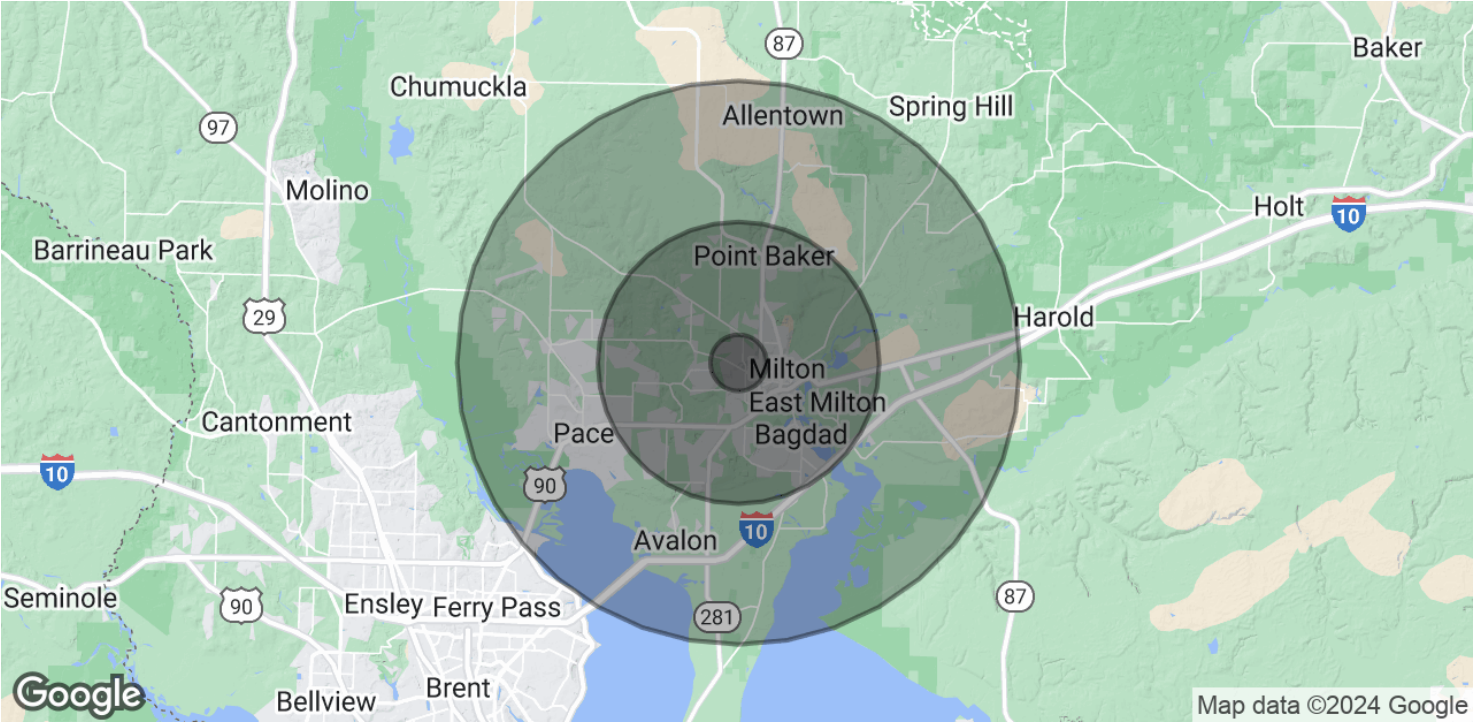 87
Baker
Chumuckla
Allentown
Spring Hill
97
Molino
Holt
10
Barrineau Park
Point Baker
29
Harold
Milton
East Milton
Cantonment
Pace
Bagdad
10
90
10
Avalon
Seminole
90
Ensley
Ferry Pass
281
87
Google
Bellview
Brent
Map data ©2024 Google